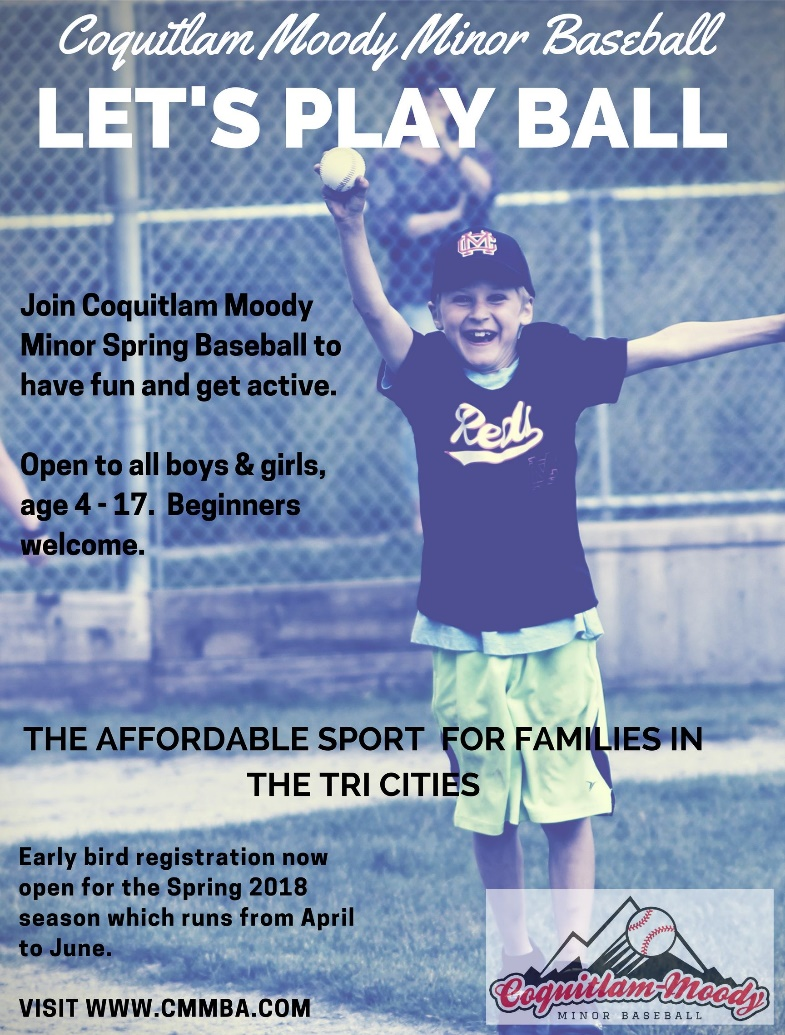 Coquitlam Moody Minor Baseball
LET'S PLAY BALL
Join Coquitlam Moody
Minor Spring Baseball to
have fun and get active.
Open to all boys & girls,
age 4 - 17. Beginners
welcome.
Reds
THE AFFORDABLE SPORT FOR FAMILIES IN
THE TRI CITIES
Early bird registration now
open for the Spring 2018
season which runs from April
to June.
VISIT WWW.CMMBA.COM
Coquitlam-Moody
MINOR BASEBALL